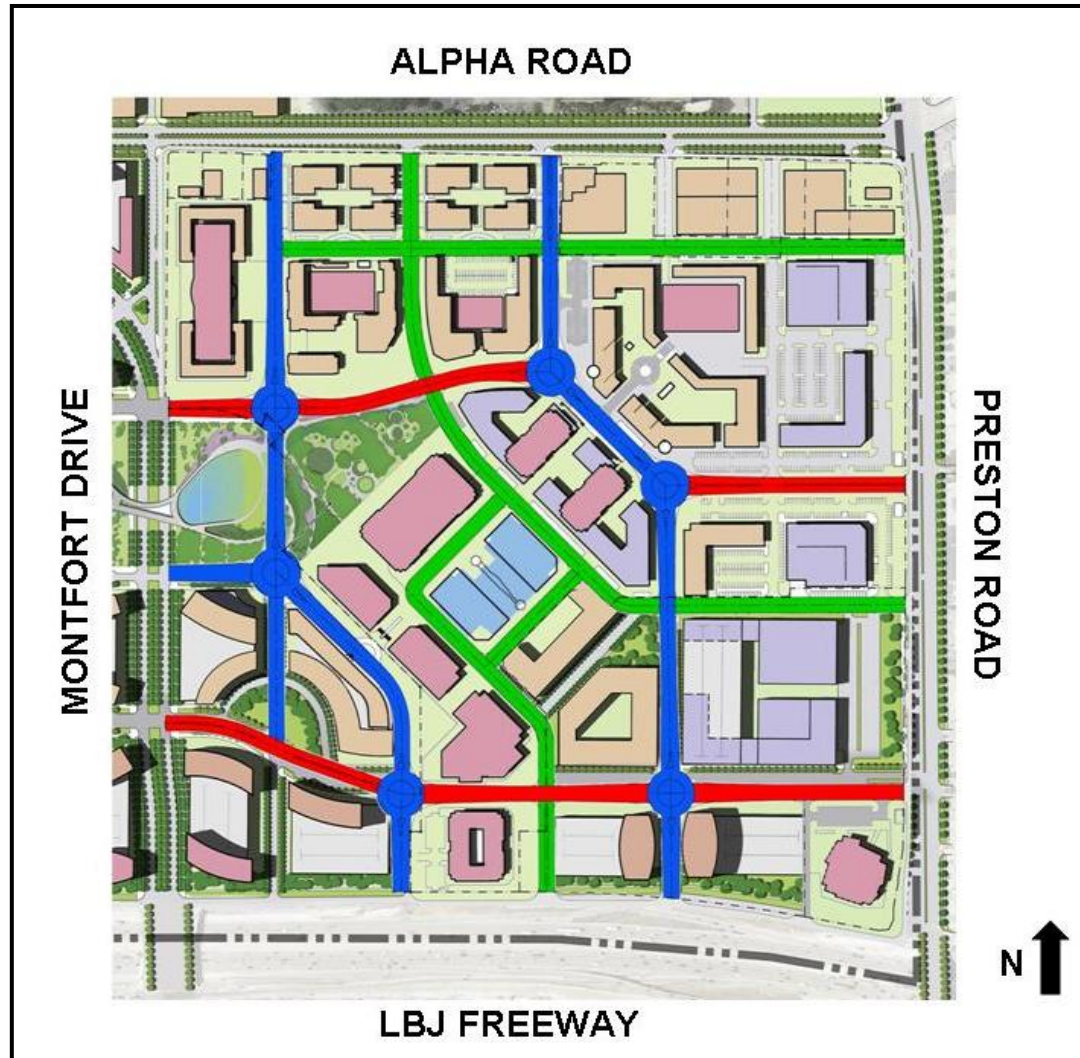 ALPHA ROAD
MONTFORT DRIVE
PRESTON ROAD
N
LBJ FREEWAY